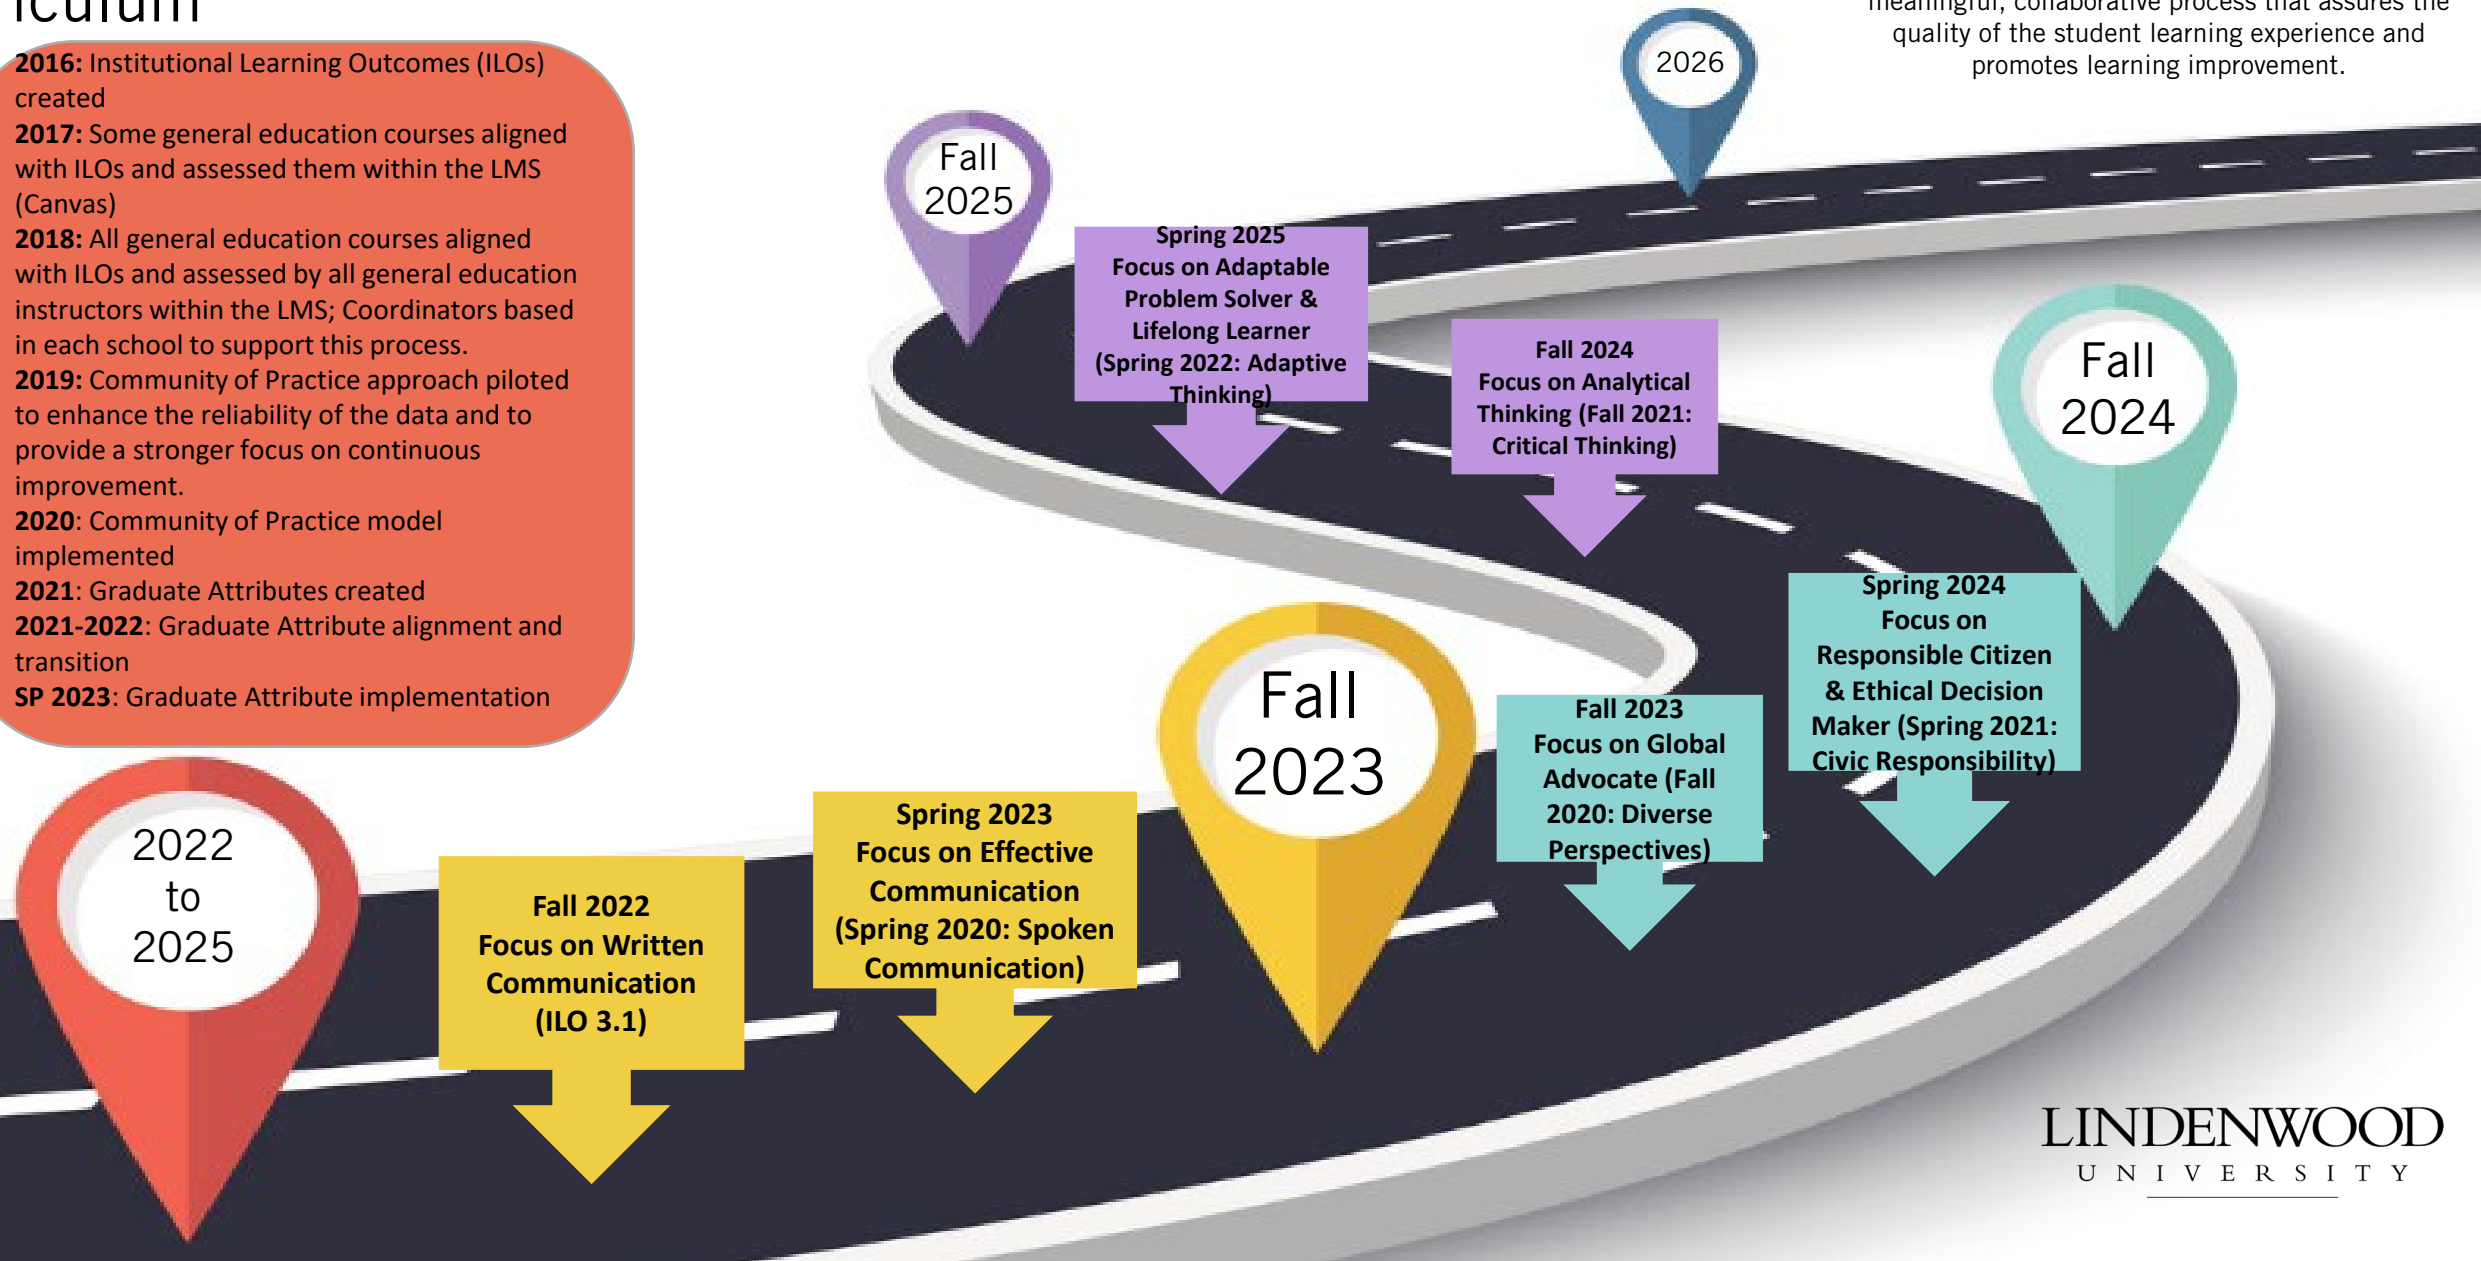 iculum
meaningful, collaborative process that assures the
quality of the student learning experience and
promotes learning improvement.
2016: Institutional Learning Outcomes (ILOs)
created
2017: Some general education courses aligned
with ILOs and assessed them within the LMS
(Canvas)
2018: All general education courses aligned
with ILOs and assessed by all general education
instructors within the LMS; Coordinators based
in each school to support this process.
2019: Community of Practice approach piloted
to enhance the reliability of the data and to
provide a stronger focus on continuous
improvement.
2020: Community of Practice model
implemented
2021: Graduate Attributes created
2021-2022: Graduate Attribute alignment and
transition
SP 2023: Graduate Attribute implementation
2026
Fall
2025
Spring 2025
Focus on Adaptable
Problem Solver &
Lifelong Learner
(Spring 2022: Adaptive
Thinking)
Fall 2024
Focus on Analytical
Thinking (Fall 2021:
Critical Thinking)
Fall
2024
Spring 2024
Focus on
Responsible Citizen
& Ethical Decision
Maker (Spring 2021:
Civic Responsibility)
Fall 2023
Focus on Global
Advocate (Fall
2020: Diverse
Perspectives)
Fall
2023
Spring 2023
Focus on Effective
Communication
(Spring 2020: Spoken
Communication)
Fall 2022
Focus on Written
Communication
(ILO 3.1)
2022
to
2025
LINDENWOOD
UNIVERSITY